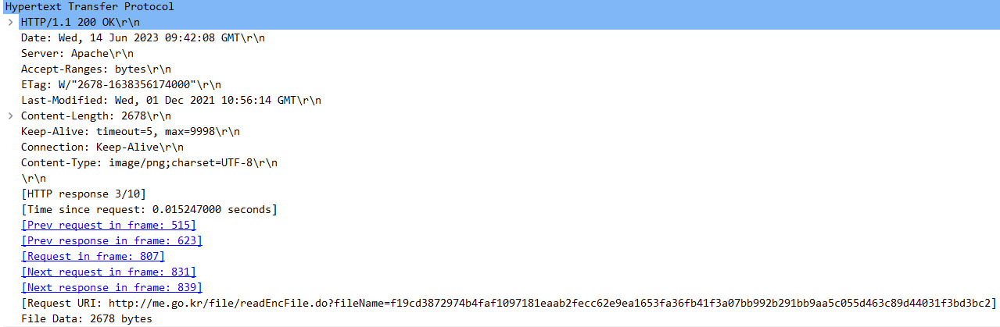 Hypertext Transfer Protocol
HTTP/1.1 200 OK\r\n
Date: Wed, 14 Jun 2023 09:42:08 GMT\r\n
Server: Apache\r\n
Accept-Ranges: bytes\r\n
ETag: W/"2678-1638356174000"\r\n
Last-Modified: Wed, 01 Dec 2021 10:56:14 GMT\r\n
Content-Length: 2678\r\n
Keep-Alive: timeout=5, max=9998\r\n
Connection: Keep-Alive\r\n
Content-Type: image/png;charset=UTF-8\r\n
\r\n
[HTTP response 3/10]
[Time since request: 0.015247000 seconds]
[Prev request in frame: 515]
[Prev response in frame: 623]
[Request in frame: 807]
[Next request in frame: 831]
[Next response in frame: 839]
[Request URI: http://me.go.kr/file/readEncFile.do?fileName=f19cd3872974b4faf1097181eaab2fecc62e9ea1653fa36fb41f3a07bb992b291bb9aa5c055d463c89d44031f3bd3bc2]
File Data: 2678 bytes